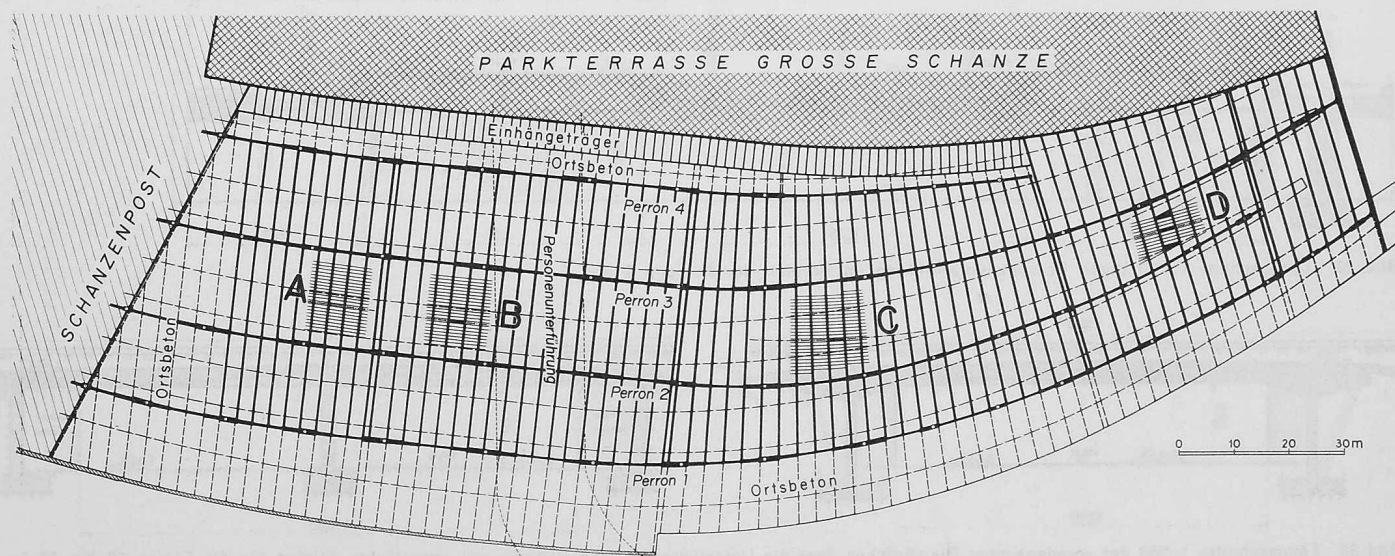 PARKTERRASSE GROSSE SCHANZE
Einhängeträger
Ortsbeton
SCHANZENPOST
Perron 4
Personenunterführung
A
B
C
D
Perron 3
Ortsbeton
Perron 2
Perron 1
Ortsbeton
0 10 20 30m